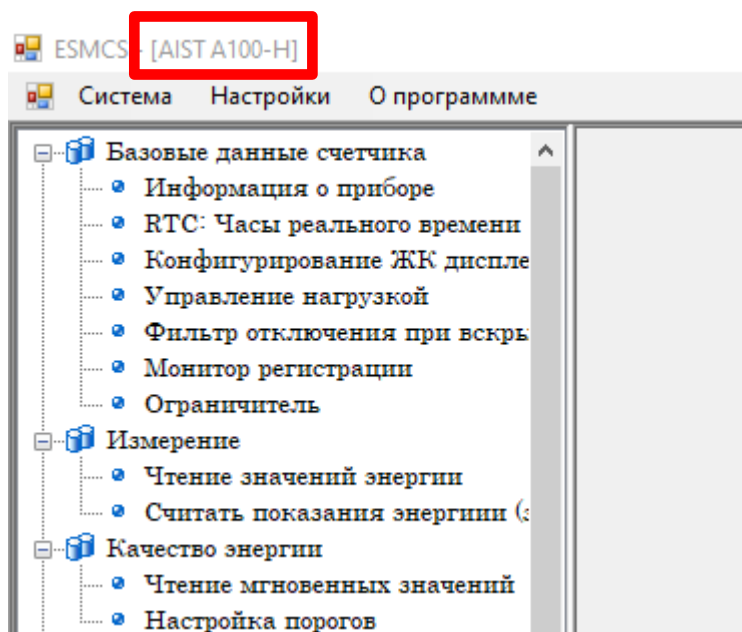 ESMCS - [AIST A100-H]
Система Настройки О программме
Базовые данные счетчика
Информация о приборе
RTC: Часы реального времени
Конфигурирование ЖК диспле
Управление нагрузкой
Фильтр отключения при вскры
Монитор регистрации
Ограничитель
Измерение
Чтение значений энергии
Считать показания энергиии (з
Качество энергии
Чтение мгновенных значений
Настройка порогов